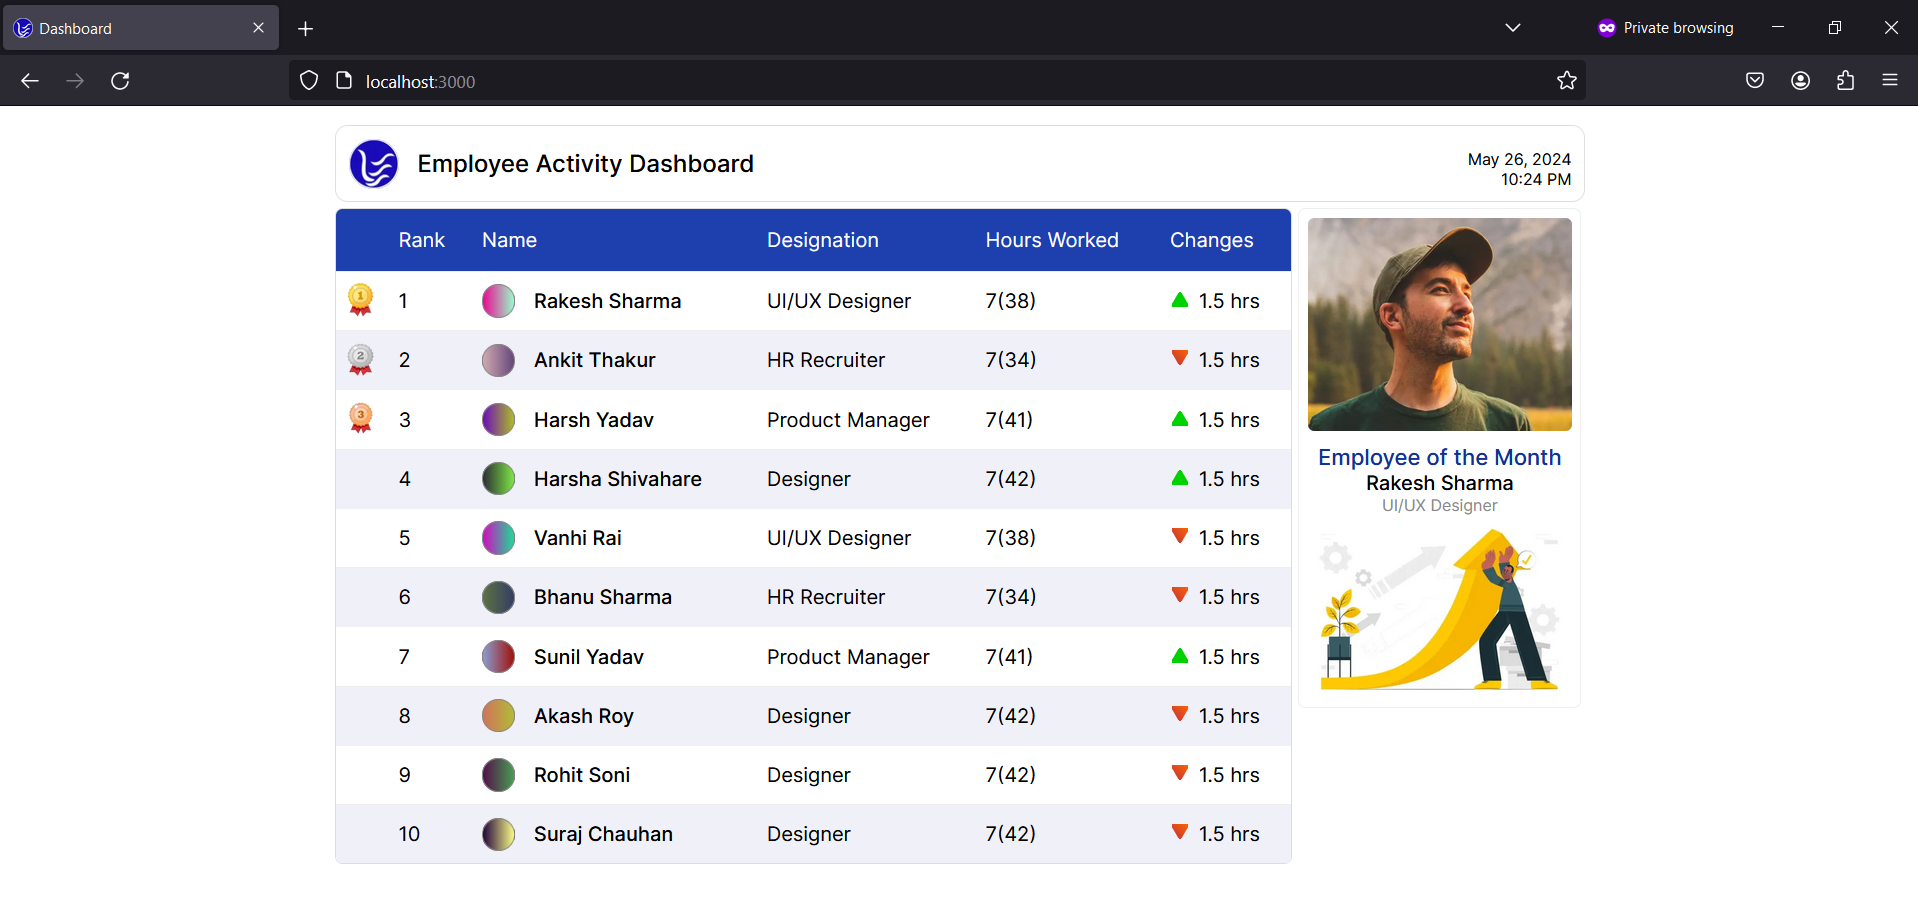 Dashboard
Private browsing
localhost:3000
Employee Activity Dashboard
May 26, 2024
10:24 PM
Rank Name Designation Hours Worked Changes
1 1 Rakesh Sharma UI/UX Designer 7(38) 1.5 hrs
2 2 Ankit Thakur HR Recruiter 7(34) 1.5 hrs
3 3 Harsh Yadav Product Manager 7(41) 1.5 hrs
4 Harsha Shivahare Designer 7(42) 1.5 hrs
5 Vanhi Rai UI/UX Designer 7(38) 1.5 hrs
6 Bhanu Sharma HR Recruiter 7(34) 1.5 hrs
7 Sunil Yadav Product Manager 7(41) 1.5 hrs
8 Akash Roy Designer 7(42) 1.5 hrs
9 Rohit Soni Designer 7(42) 1.5 hrs
10 Suraj Chauhan Designer 7(42) 1.5 hrs
Employee of the Month
Rakesh Sharma
UI/UX Designer